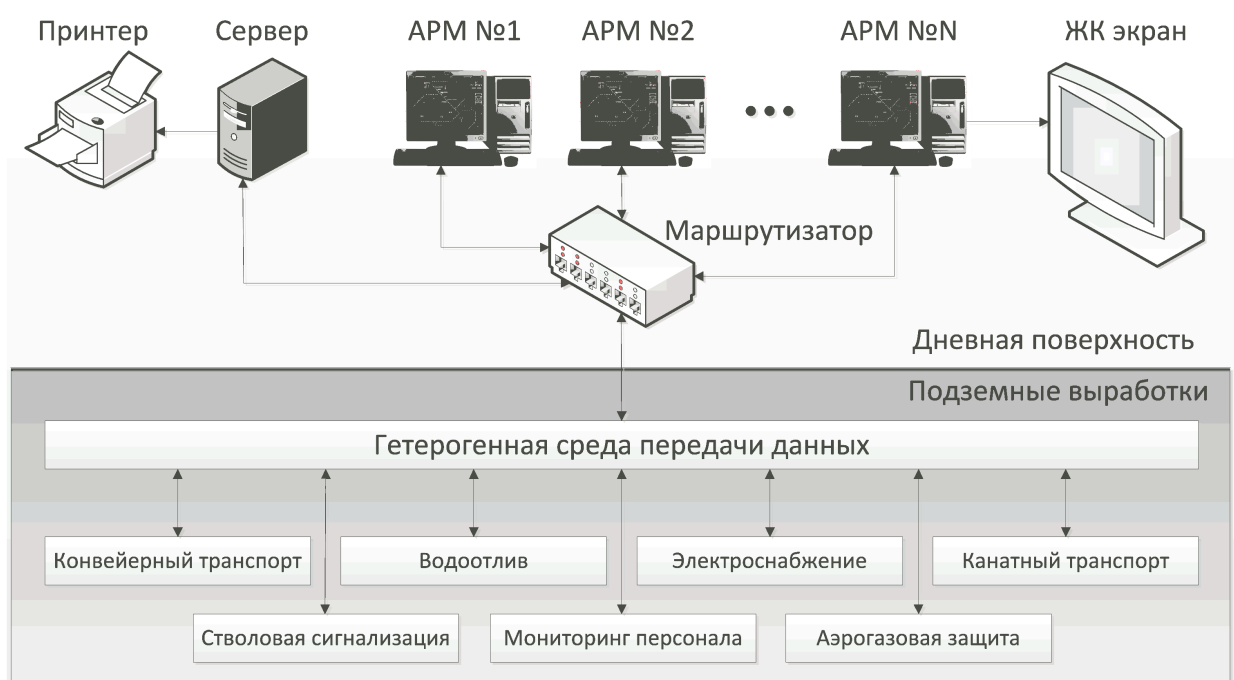 Принтер
Сервер
АРМ №1
АРМ №2
АРМ №N
ЖК экран
Маршрутизатор
Дневная поверхность
Подземные выработки
Гетерогенная среда передачи данных
Конвейерный транспорт
Водоотлив
Электроснабжение
Канатный транспорт
Стволовая сигнализация
Мониторинг персонала
Аэрогазовая защита